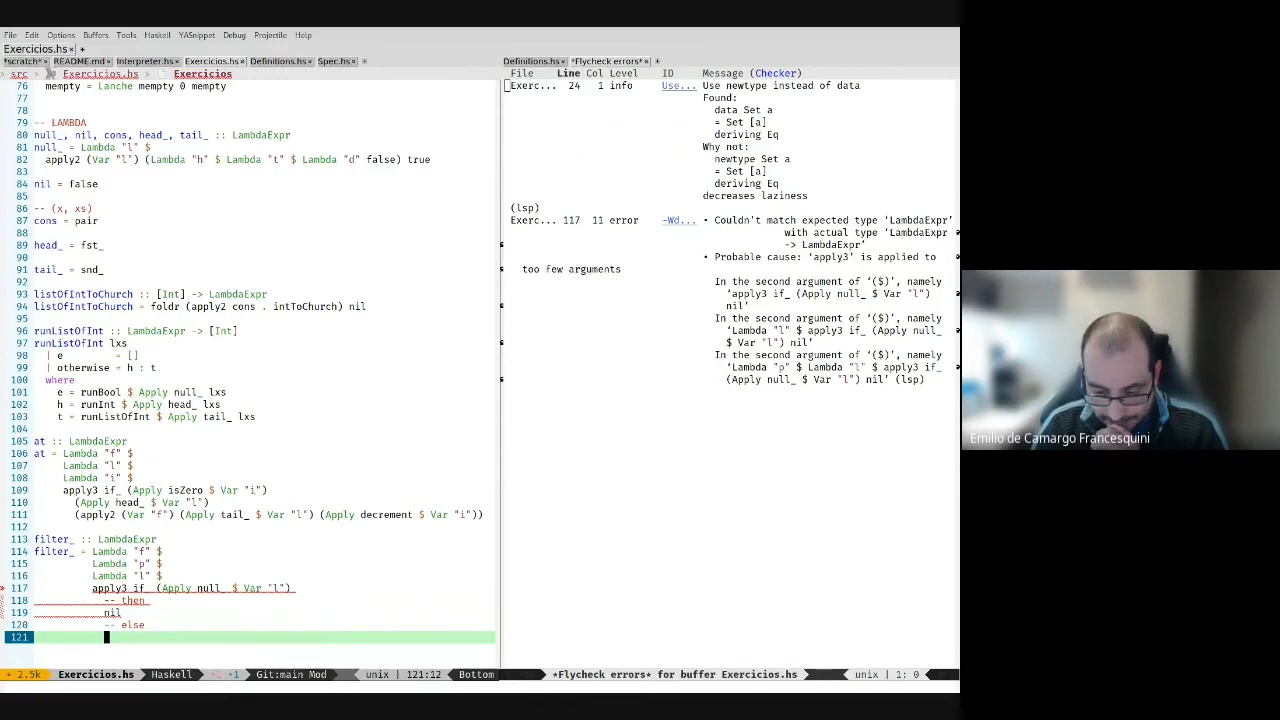 File Edit Options Buffers Tools Haskell YASnippet Debug Projectile Help
Exercicios.hs× +
*scratch*× README.md× Interpreter.hs× Exercicios.hs× Definitions.hs× Spec.hs× +
src › Exercicios.hs › Exercicios
76 mempty = Lanche mempty 0 mempty
77
78
79 -- LAMBDA
80 null_, nil, cons, head_, tail_ :: LambdaExpr
81 null_ = Lambda "l" $
82 apply2 (Var "l") (Lambda "h" $ Lambda "t" $ Lambda "d" false) true
83
84 nil = false
85
86 -- (x, xs)
87 cons = pair
88
89 head_ = fst_
90
91 tail_ = snd_
92
93 listOfIntToChurch :: [Int] -> LambdaExpr
94 listOfIntToChurch = foldr (apply2 cons . intToChurch) nil
95
96 runListOfInt :: LambdaExpr -> [Int]
97 runListOfInt lxs
98 | e = []
99 | otherwise = h : t
100 where
101 e = runBool $ Apply null_ lxs
102 h = runInt $ Apply head_ lxs
103 t = runListOfInt $ Apply tail_ lxs
104
105 at :: LambdaExpr
106 at = Lambda "f" $
107 Lambda "l" $
108 Lambda "i" $
109 apply3 if_ (Apply isZero $ Var "i")
110 (Apply head_ $ Var "l")
111 (apply2 (Var "f") (Apply tail_ $ Var "l") (Apply decrement $ Var "i"))
112
113 filter_ :: LambdaExpr
114 filter_ = Lambda "f" $
115 Lambda "p" $
116 Lambda "l" $
117 apply3 if_ (Apply null_ $ Var "l")
118 -- then
119 nil
120 -- else
121
2.5k Exercicios.hs Haskell •2 •1 Git:main Mod unix | 121:12 Bottom
Definitions.hs× *Flycheck errors*× +
File Line Col Level ID Message (Checker)
Exerc... 24 1 info Use... Use newtype instead of data
Found:
data Set a
= Set [a]
deriving Eq
Why not:
newtype Set a
= Set [a]
deriving Eq
decreases laziness
(lsp)
Exerc... 117 11 error -Wd... • Couldn't match expected type ‘LambdaExpr’
with actual type ‘LambdaExpr
-> LambdaExpr’
• Probable cause: ‘apply3’ is applied to
too few arguments
In the second argument of ‘($)’, namely
‘apply3 if_ (Apply null_ $ Var "l")
nil’
In the second argument of ‘($)’, namely
‘Lambda "l" $ apply3 if_ (Apply null_
$ Var "l") nil’
In the second argument of ‘($)’, namely
‘Lambda "p" $ Lambda "l" $ apply3 if_
(Apply null_ $ Var "l") nil’ (lsp)
*Flycheck errors* for buffer Exercicios.hs unix | 1: 0
Emilio de Camargo Francesquini